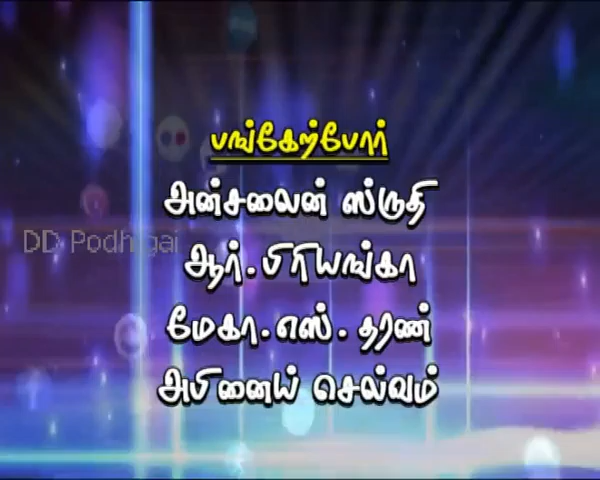 பங்கேற்போர்
அன்சலைன் ஸ்ருதி
DD Podhigai
ஆர்.பிரியங்கா
மேகா.எஸ்.தரண்
அபினைய் செல்வம்